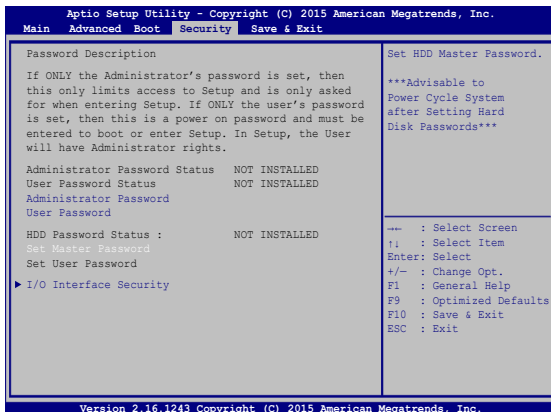 Aptio Setup Utility - Copyright (C) 2015 American Megatrends, Inc.
Main Advanced Boot Security Save & Exit
Password Description
If ONLY the Administrator's password is set, then
this only limits access to Setup and is only asked
for when entering Setup. If ONLY the user's password
is set, then this is a power on password and must be
entered to boot or enter Setup. In Setup, the User
will have Administrator rights.
Administrator Password Status NOT INSTALLED
User Password Status NOT INSTALLED
Administrator Password
User Password
HDD Password Status : NOT INSTALLED
Set Master Password
Set User Password
I/O Interface Security
Set HDD Master Password.
***Advisable to
Power Cycle System
after Setting Hard
Disk Passwords***
→← : Select Screen
↑↓ : Select Item
Enter: Select
+/— : Change Opt.
F1 : General Help
F9 : Optimized Defaults
F10 : Save & Exit
ESC : Exit
Version 2.16.1243 Copyright (C) 2015 American Megatrends, Inc.